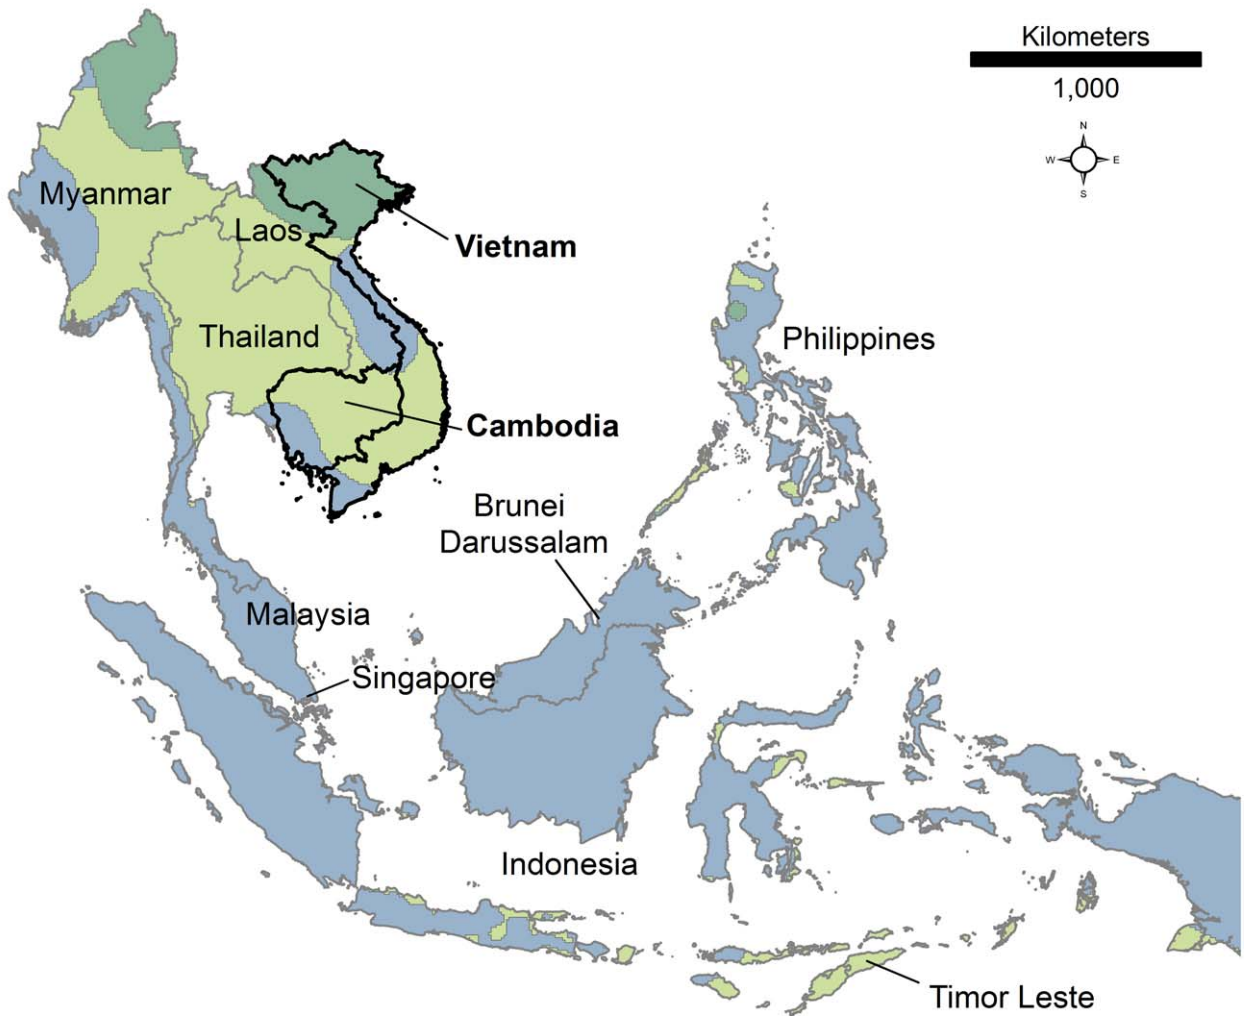 Kilometers
1,000
N
W E
S
Myanmar
Laos
Vietnam
Thailand
Philippines
Cambodia
Brunei
Darussalam
Malaysia
Singapore
Indonesia
Timor Leste